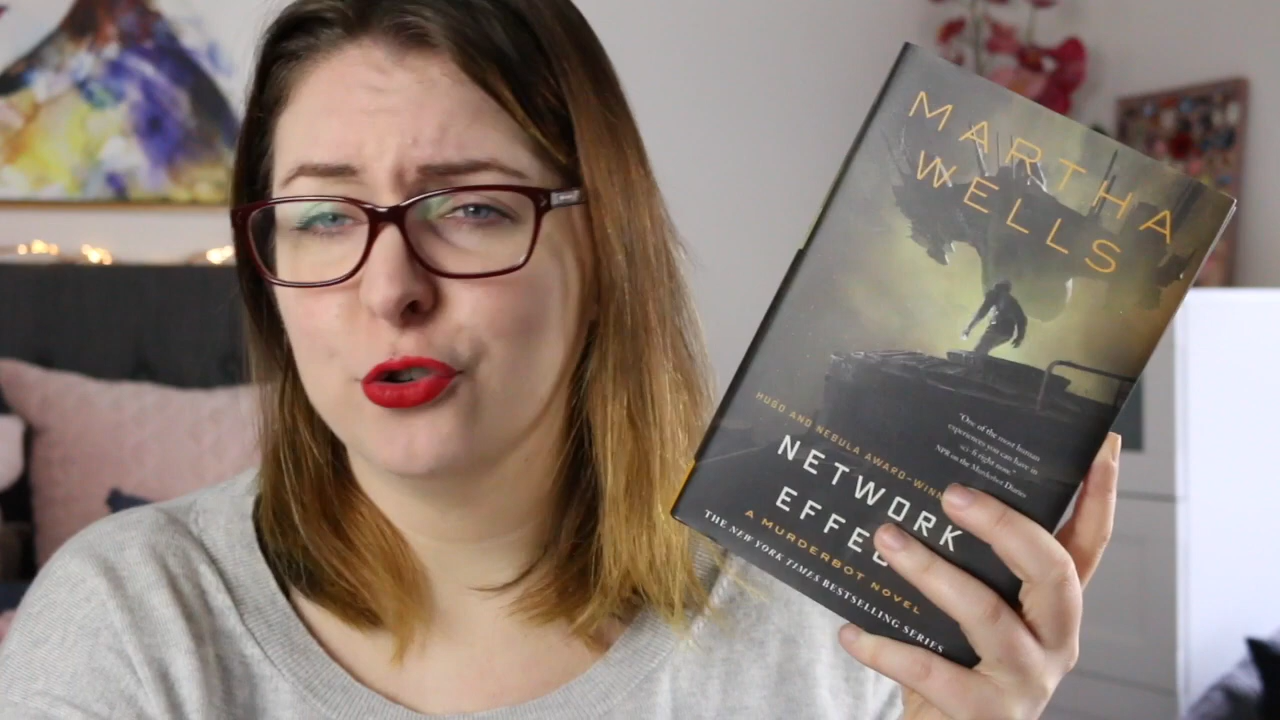 MARTHA
WELLS
"One of the most human
experiences you can have in
sci-fi right now."
NPR on the Murderbot Diaries
HUGO AND NEBULA AWARD-WINN
NETWORK
EFFEC
A MURDERBOT NOVEL
THE NEW YORK TIMES BESTSELLING SERIES